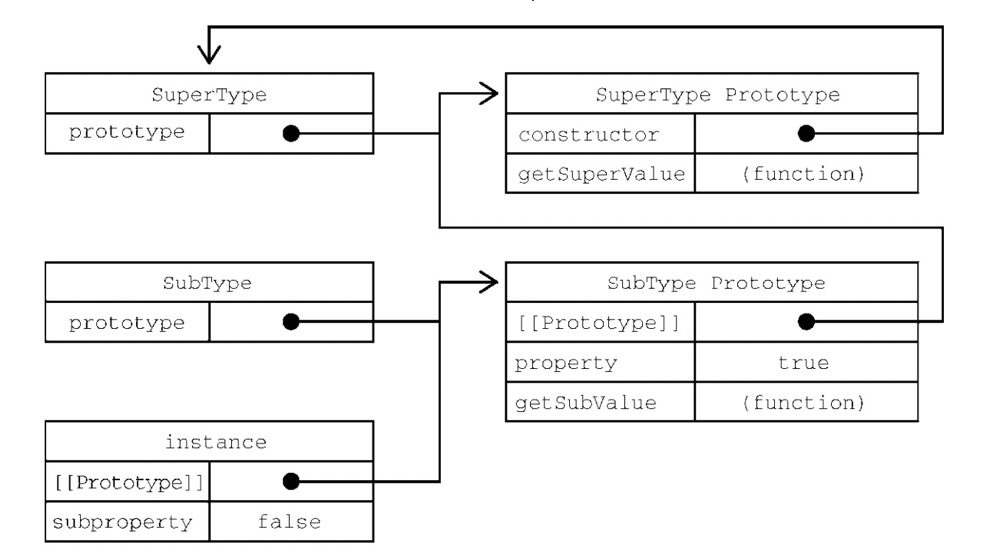 SuperType
prototype
SuperType Prototype
constructor
getSuperValue (function)
SubType
prototype
SubType Prototype
[[Prototype]]
property true
getSubValue (function)
instance
[[Prototype]]
subproperty false